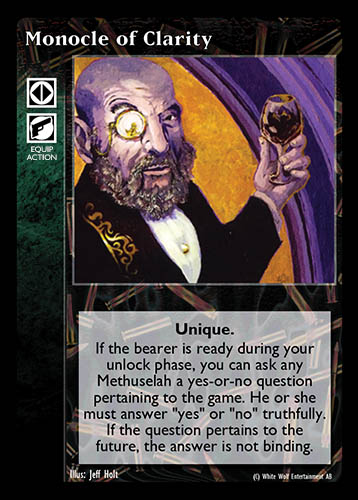 Monocle of Clarity
EQUIP
ACTION
Unique.
If the bearer is ready during your
unlock phase, you can ask any
Methuselah a yes-or-no question
pertaining to the game. He or she
must answer "yes" or "no" truthfully.
If the question pertains to the
future, the answer is not binding.
Illus: Jeff Holt
(C) White Wolf Entertainment AB